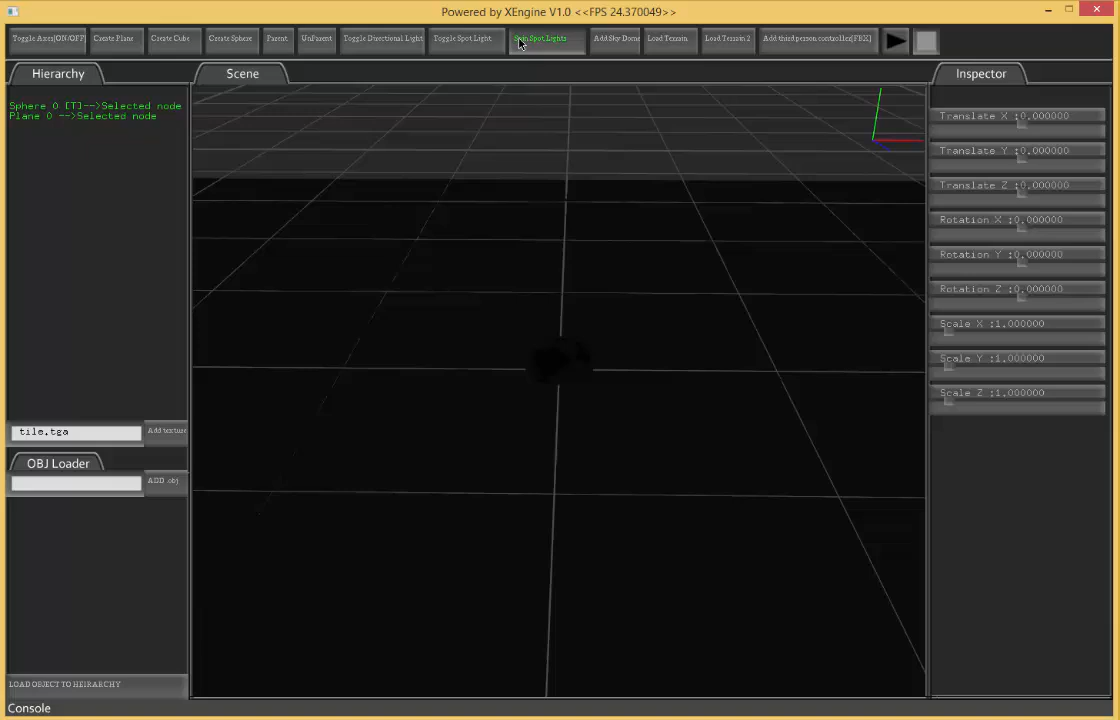 Powered by XEngine V1.0 <<FPS 24.370049>>
Toggle Axes[ON/OFF]
Create Plane
Create Cube
Create Sphere
Parent
UnParent
Toggle Directional Light
Toggle Spot Light
Spin Spot Lights
Add Sky Dome
Load Terrain
Load Terrain 2
Add third person controller[FBX]
Hierarchy
Scene
Inspector
Sphere 0 [T]-->Selected node
Plane 0 -->Selected node
Translate X :0.000000
Translate Y :0.000000
Translate Z :0.000000
Rotation X :0.000000
Rotation Y :0.000000
Rotation Z :0.000000
Scale X :1.000000
Scale Y :1.000000
Scale Z :1.000000
tile.tga
Add texture
OBJ Loader
ADD .obj
LOAD OBJECT TO HEIRARCHY
Console